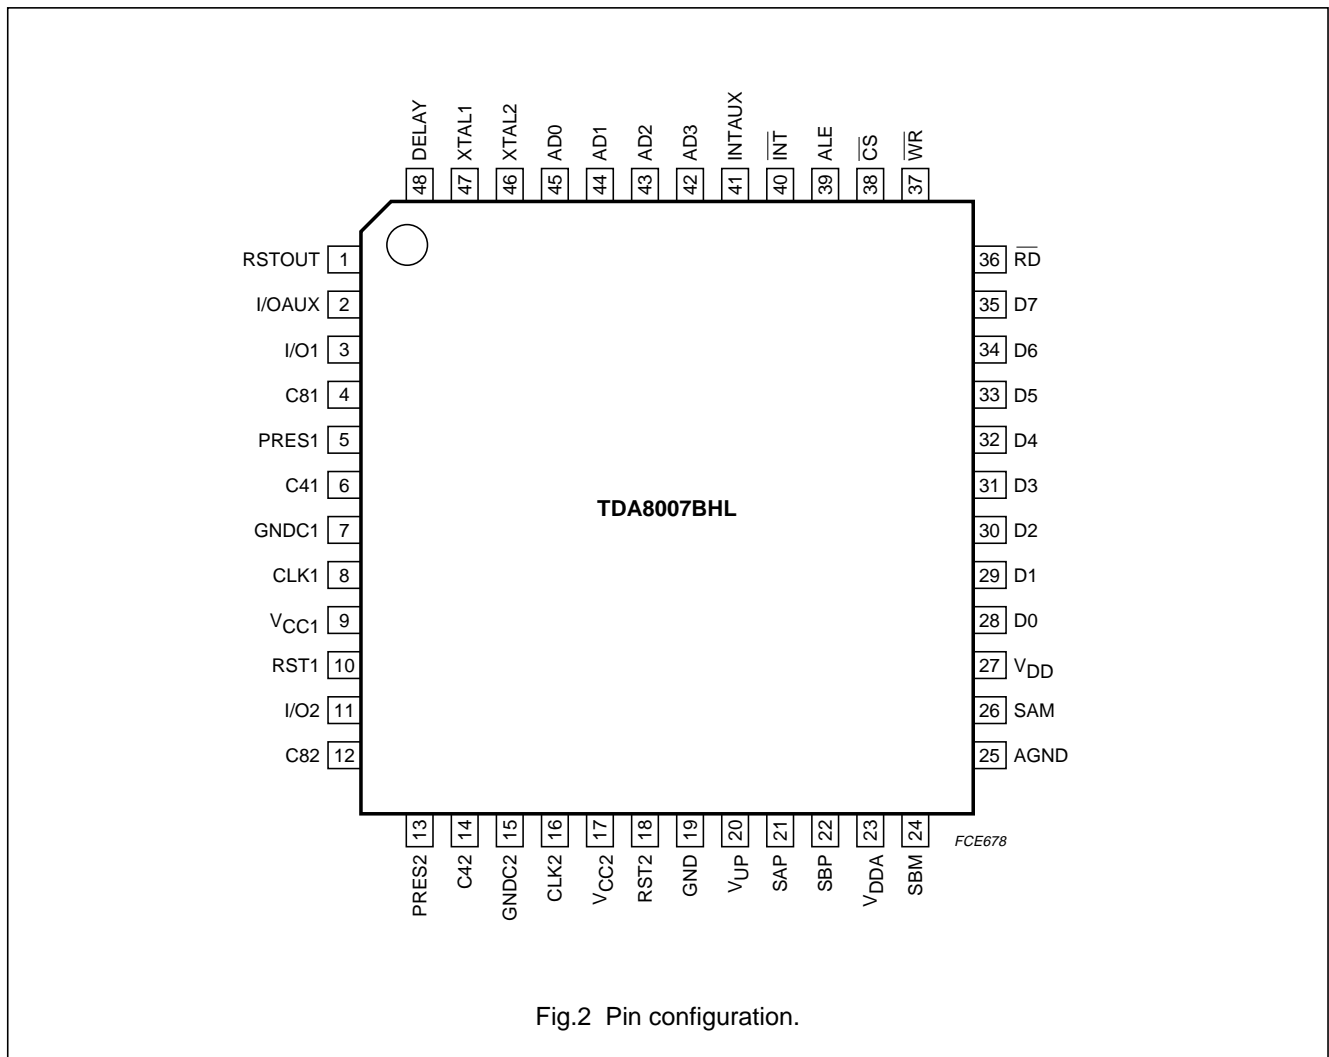 DELAY XTAL1 XTAL2 AD0 AD1 AD2 AD3 INTAUX INT ALE CS WR
48 47 46 45 44 43 42 41 40 39 38 37
RSTOUT 1
I/OAUX 2
I/O1 3
C81 4
PRES1 5
C41 6
GNDC1 7
CLK1 8
VCC1 9
RST1 10
I/O2 11
C82 12
TDA8007BHL
36 RD
35 D7
34 D6
33 D5
32 D4
31 D3
30 D2
29 D1
28 D0
27 VDD
26 SAM
25 AGND
13 14 15 16 17 18 19 20 21 22 23 24
PRES2 C42 GNDC2 CLK2 VCC2 RST2 GND VUP SAP SBP VDDA SBM
FCE678
Fig.2 Pin configuration.